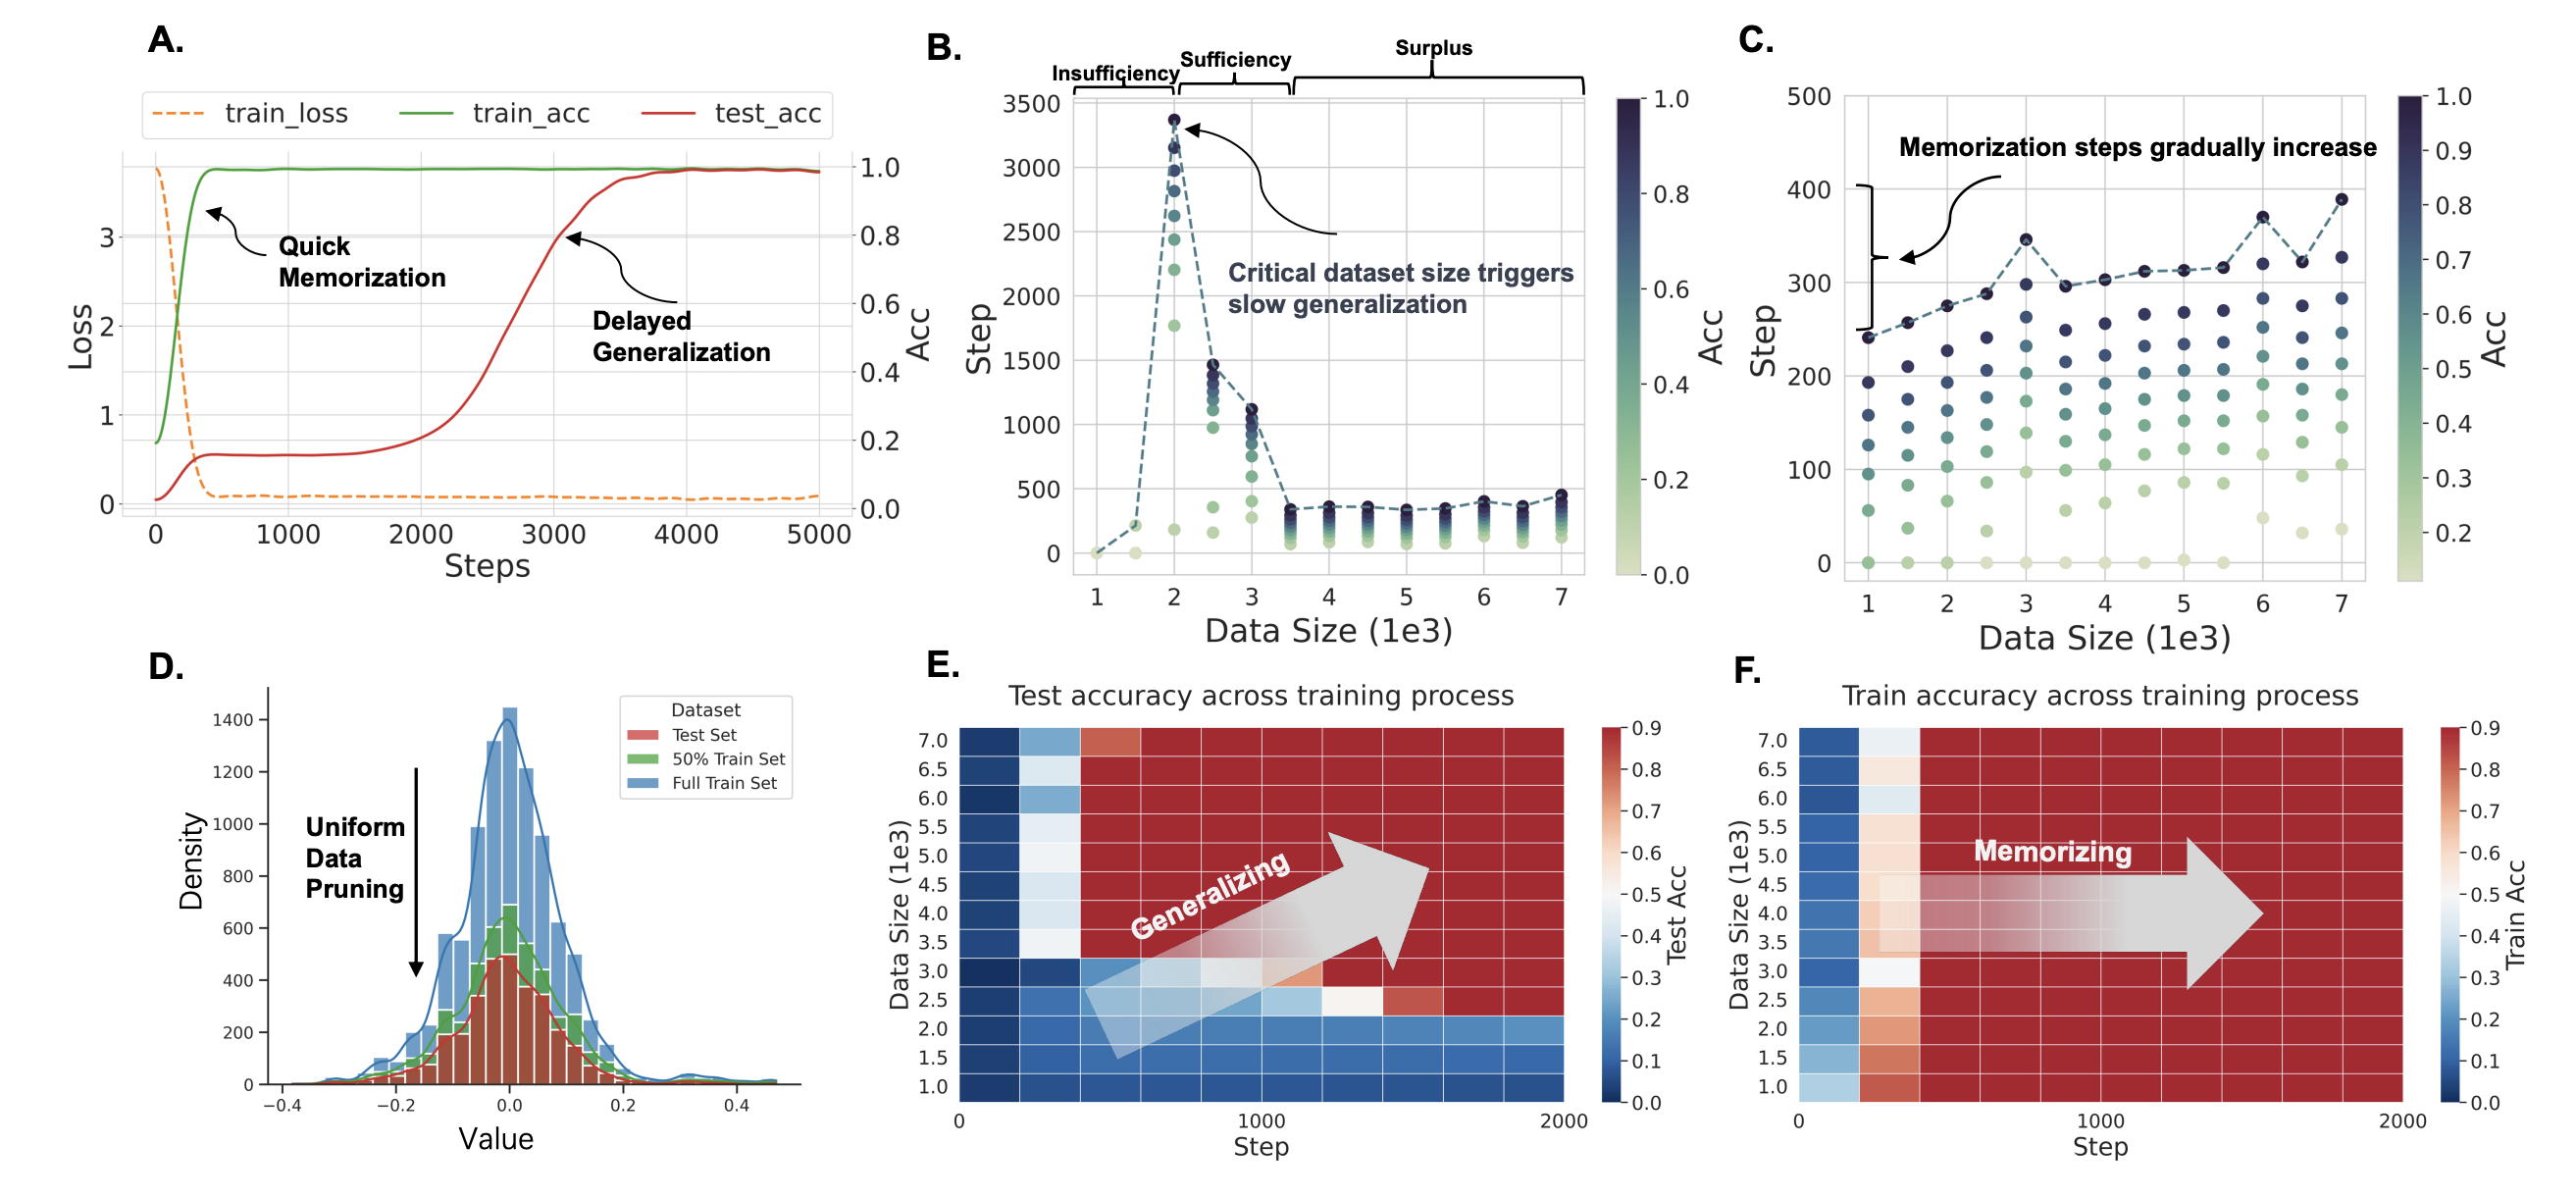 A.
train_loss train_acc test_acc
3
2
1
0
Loss
1.0
0.8
0.6
0.4
0.2
0.0
Acc
Quick
Memorization
Delayed
Generalization
0 1000 2000 3000 4000 5000
Steps
B.
Insufficiency Sufficiency Surplus
3500
3000
2500
2000
1500
1000
500
0
Step
Critical dataset size triggers
slow generalization
1 2 3 4 5 6 7
Data Size (1e3)
1.0
0.8
0.6
0.4
0.2
0.0
Acc
C.
500
400
300
200
100
0
Step
Memorization steps gradually increase
1 2 3 4 5 6 7
Data Size (1e3)
1.0
0.9
0.8
0.7
0.6
0.5
0.4
0.3
0.2
Acc
D.
1400
1200
1000
800
600
400
200
0
Density
Uniform
Data
Pruning
Dataset
Test Set
50% Train Set
Full Train Set
−0.4 −0.2 0.0 0.2 0.4
Value
E.
Test accuracy across training process
7.0
6.5
6.0
5.5
5.0
4.5
4.0
3.5
3.0
2.5
2.0
1.5
1.0
Data Size (1e3)
Generalizing
0 1000 2000
Step
0.9
0.8
0.7
0.6
0.5
0.4
0.3
0.2
0.1
0.0
Test Acc
F.
Train accuracy across training process
7.0
6.5
6.0
5.5
5.0
4.5
4.0
3.5
3.0
2.5
2.0
1.5
1.0
Data Size (1e3)
Memorizing
0 1000 2000
Step
0.9
0.8
0.7
0.6
0.5
0.4
0.3
0.2
0.1
0.0
Train Acc